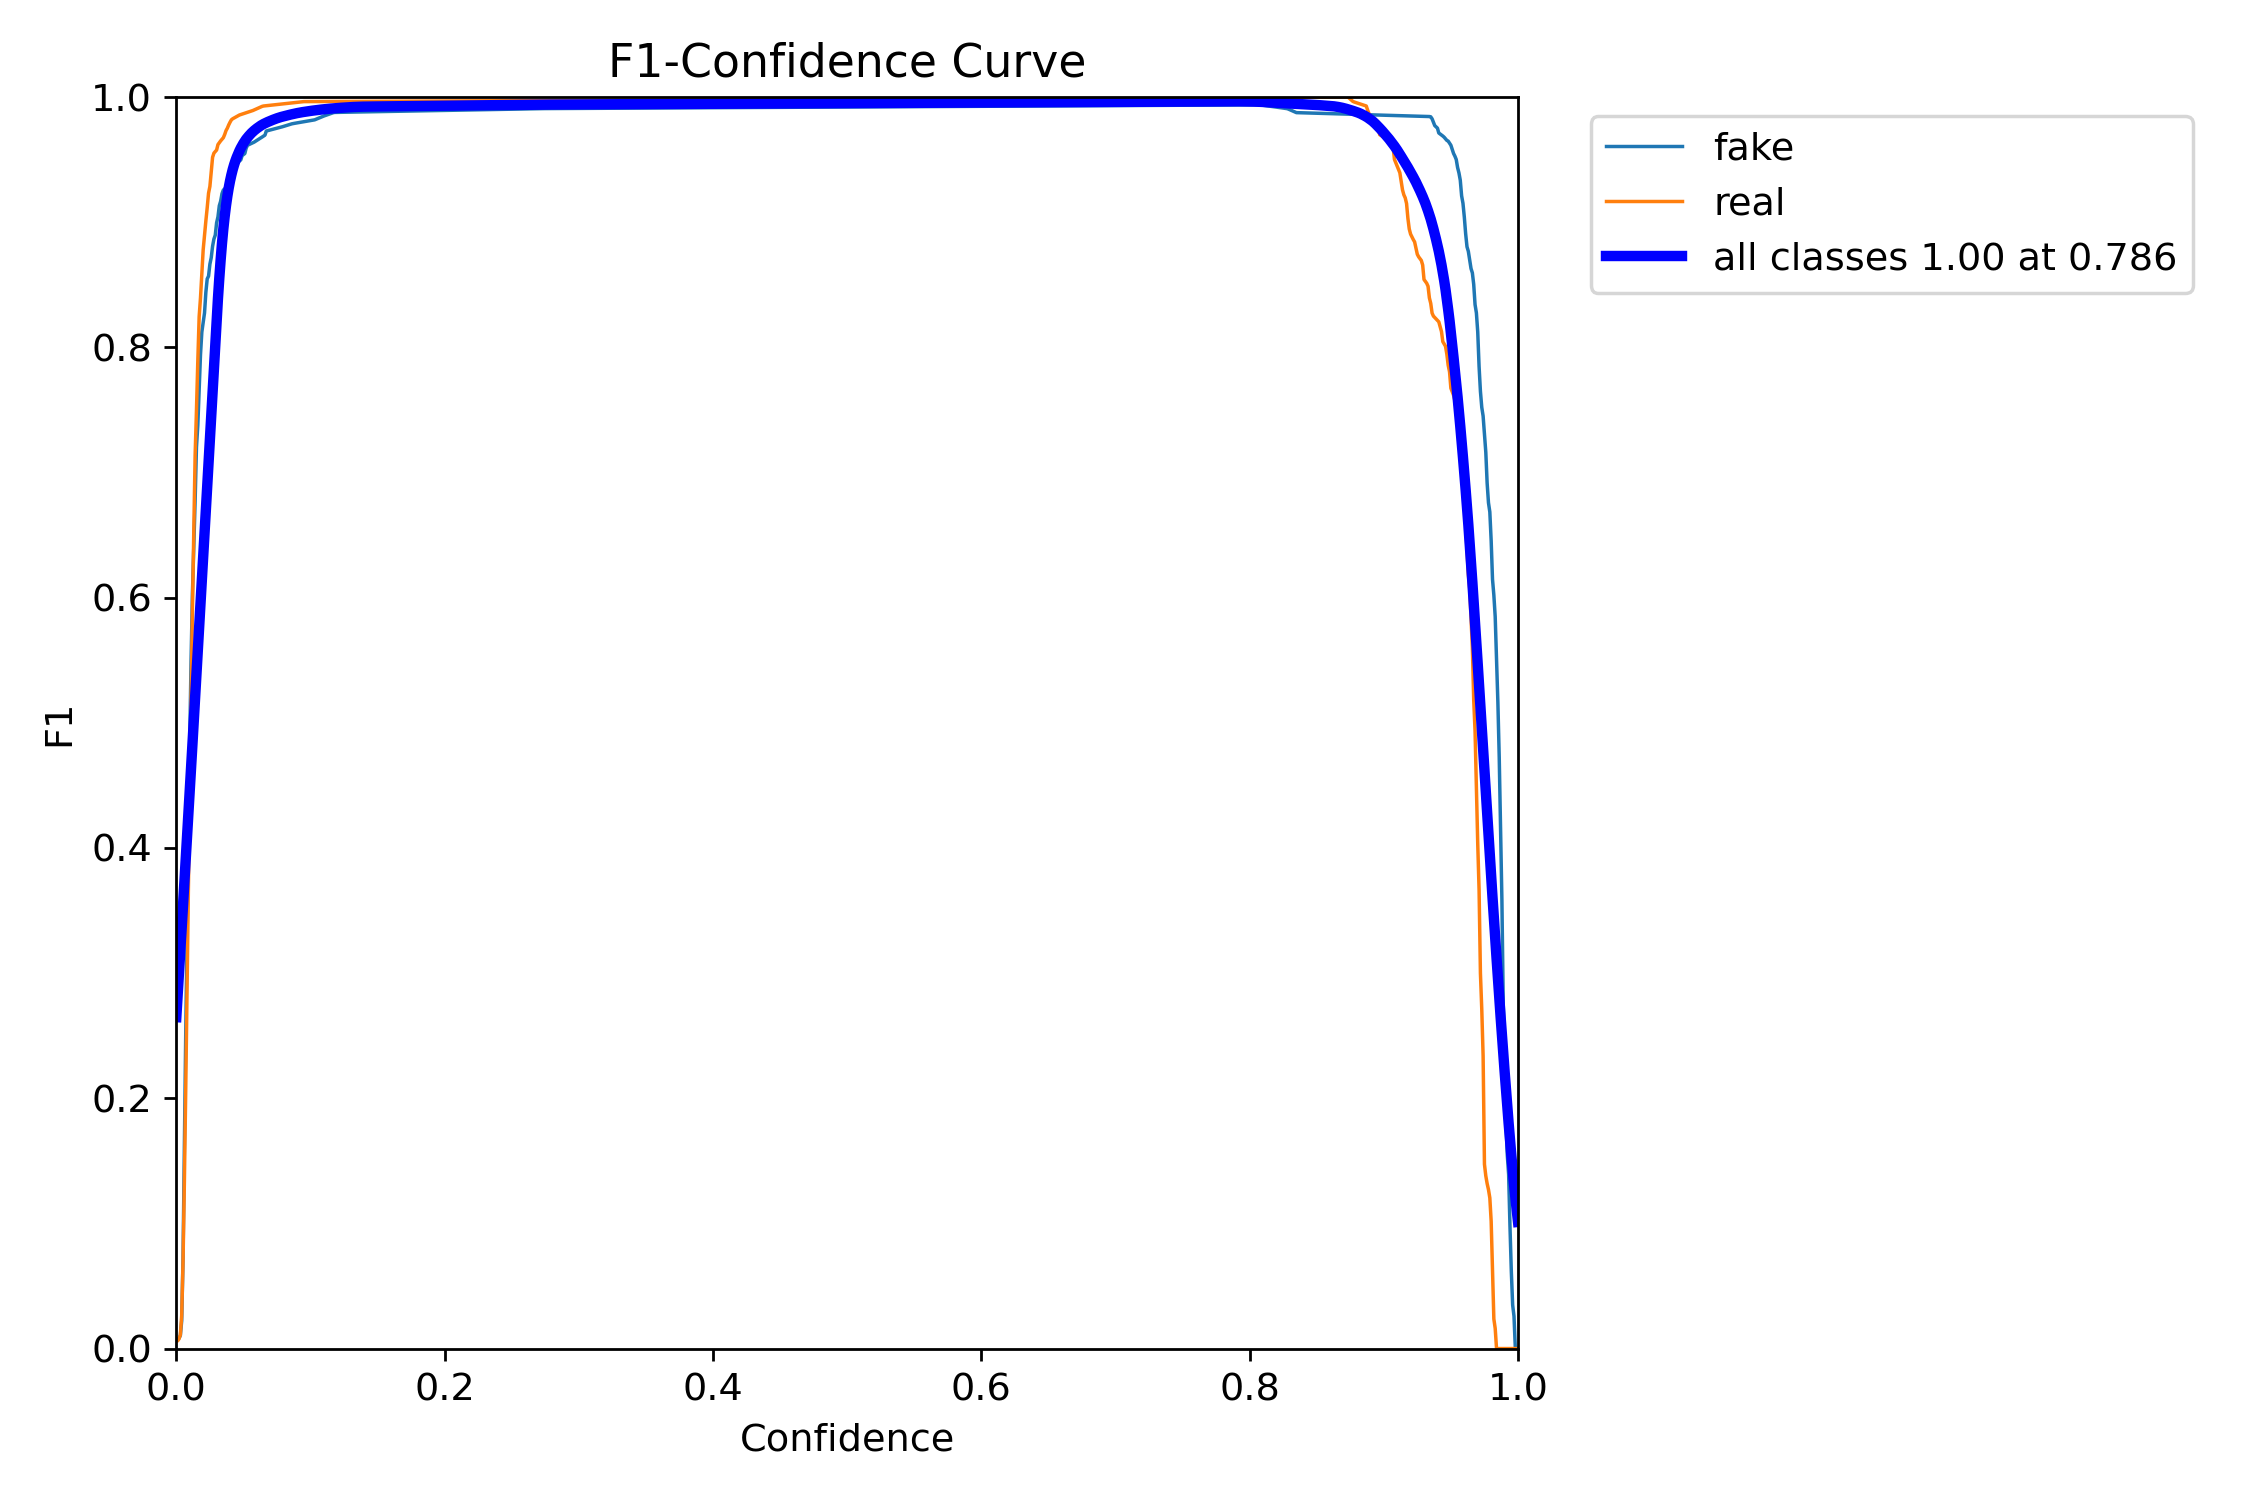 F1-Confidence Curve
1.0
0.8
0.6
0.4
0.2
0.0
F1
0.0 0.2 0.4 0.6 0.8 1.0
Confidence
fake
real
all classes 1.00 at 0.786